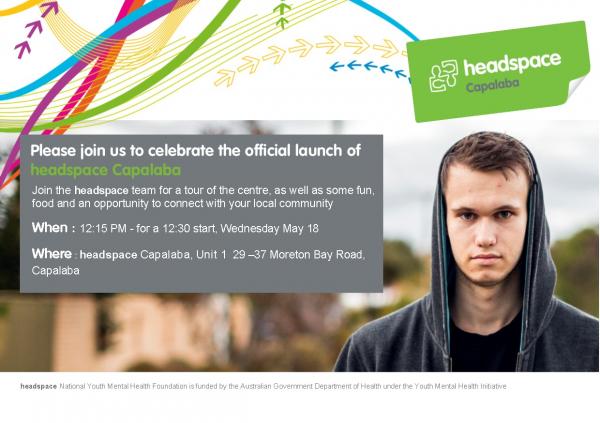 headspace
Capalaba
Please join us to celebrate the official launch of
headspace Capalaba
Join the headspace team for a tour of the centre, as well as some fun,
food and an opportunity to connect with your local community
When : 12:15 PM - for a 12:30 start, Wednesday May 18
Where : headspace Capalaba, Unit 1 29 –37 Moreton Bay Road,
Capalaba
headspace National Youth Mental Health Foundation is funded by the Australian Government Department of Health under the Youth Mental Health Initiative